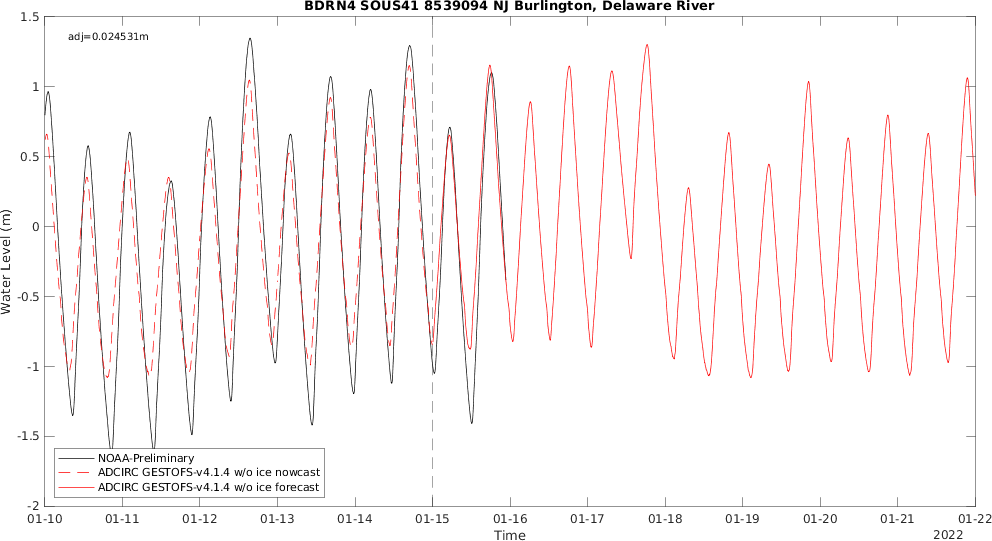 BDRN4 SOUS41 8539094 NJ Burlington, Delaware River
adj=0.024531m
1.5
1
0.5
0
-0.5
-1
-1.5
-2
Water Level (m)
NOAA-Preliminary
ADCIRC GESTOFS-v4.1.4 w/o ice nowcast
ADCIRC GESTOFS-v4.1.4 w/o ice forecast
01-10 01-11 01-12 01-13 01-14 01-15 01-16 01-17 01-18 01-19 01-20 01-21 01-22
Time
2022